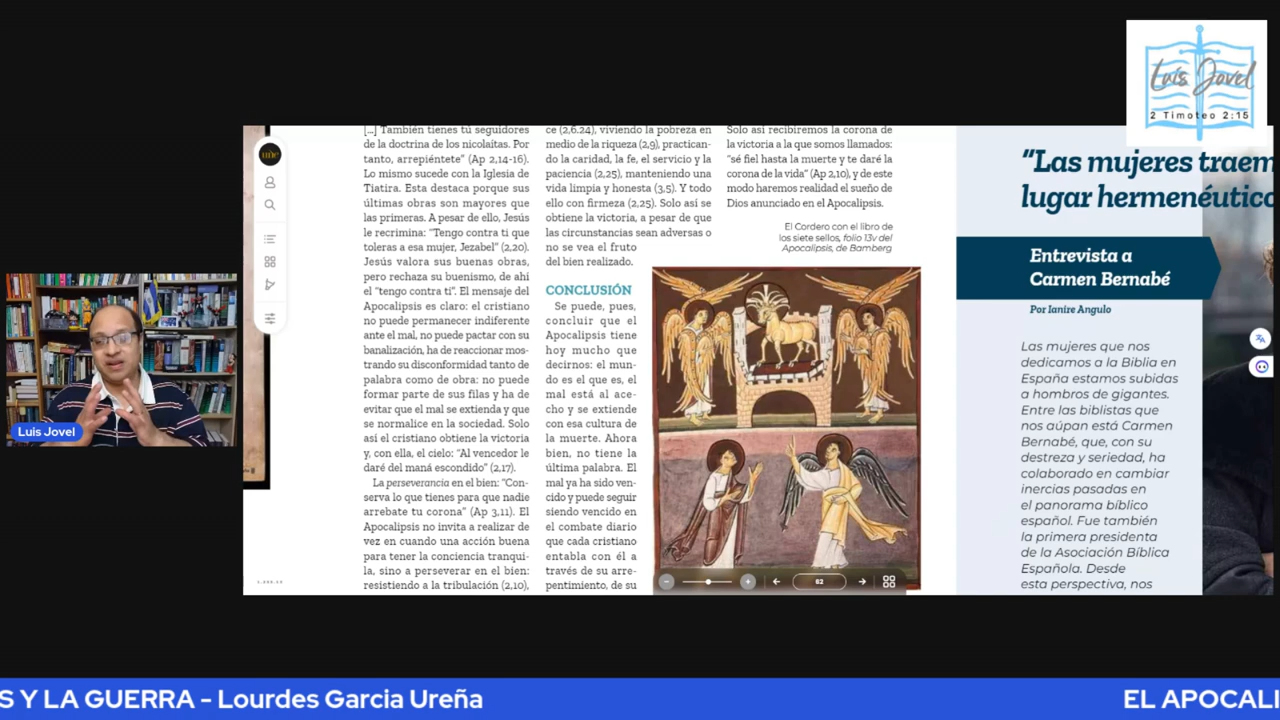 Luis Jovel
2 Timoteo 2:15
Luis Jovel
une
[...] También tienes tú seguidores
de la doctrina de los nicolaítas. Por
tanto, arrepiéntete” (Ap 2,14-16).
Lo mismo sucede con la Iglesia de
Tiatira. Esta destaca porque sus
últimas obras son mayores que
las primeras. A pesar de ello, Jesús
le recrimina: “Tengo contra ti que
toleras a esa mujer, Jezabel” (2,20).
Jesús valora sus buenas obras,
pero rechaza su buenismo, de ahí
el “tengo contra ti”. El mensaje del
Apocalipsis es claro: el cristiano
no puede permanecer indiferente
ante el mal, no puede pactar con su
banalización, ha de reaccionar mos-
trando su disconformidad tanto de
palabra como de obra: no puede
formar parte de sus filas y ha de
evitar que el mal se extienda y que
se normalice en la sociedad. Solo
así el cristiano obtiene la victoria
y, con ella, el cielo: “Al vencedor le
daré del maná escondido” (2,17).
La perseverancia en el bien: “Con-
serva lo que tienes para que nadie
arrebate tu corona” (Ap 3,11). El
Apocalipsis no invita a realizar de
vez en cuando una acción buena
para tener la conciencia tranqui-
la, sino a perseverar en el bien:
resistiendo a la tribulación (2,10),
ce (2,6.24), viviendo la pobreza en
medio de la riqueza (2,9), practican-
do la caridad, la fe, el servicio y la
paciencia (2,25), manteniendo una
vida limpia y honesta (3,5). Y todo
ello con firmeza (2,25). Solo así se
obtiene la victoria, a pesar de que
las circunstancias sean adversas o
no se vea el fruto
del bien realizado.
CONCLUSIÓN
Se puede, pues,
concluir que el
Apocalipsis tiene
hoy mucho que
decirnos: el mun-
do es el que es, el
mal está al ace-
cho y se extiende
con esa cultura de
la muerte. Ahora
bien, no tiene la
última palabra. El
mal ya ha sido ven-
cido y puede seguir
siendo vencido en
el combate diario
que cada cristiano
entabla con él a
través de su arre-
pentimiento, de su
Solo así recibiremos la corona de
la victoria a la que somos llamados:
“sé fiel hasta la muerte y te daré la
corona de la vida” (Ap 2,10), y de este
modo haremos realidad el sueño de
Dios anunciado en el Apocalipsis.
El Cordero con el libro de
los siete sellos, folio 13v del
Apocalipsis, de Bamberg
82
“Las mujeres traem
lugar hermenéutico
Entrevista a
Carmen Bernabé
Por Ianire Angulo
Las mujeres que nos
dedicamos a la Biblia en
España estamos subidas
a hombros de gigantes.
Entre las biblistas que
nos aúpan está Carmen
Bernabé, que, con su
destreza y seriedad, ha
colaborado en cambiar
inercias pasadas en
el panorama bíblico
español. Fue también
la primera presidenta
de la Asociación Bíblica
Española. Desde
esta perspectiva, nos
S Y LA GUERRA - Lourdes Garcia Ureña
EL APOCALI